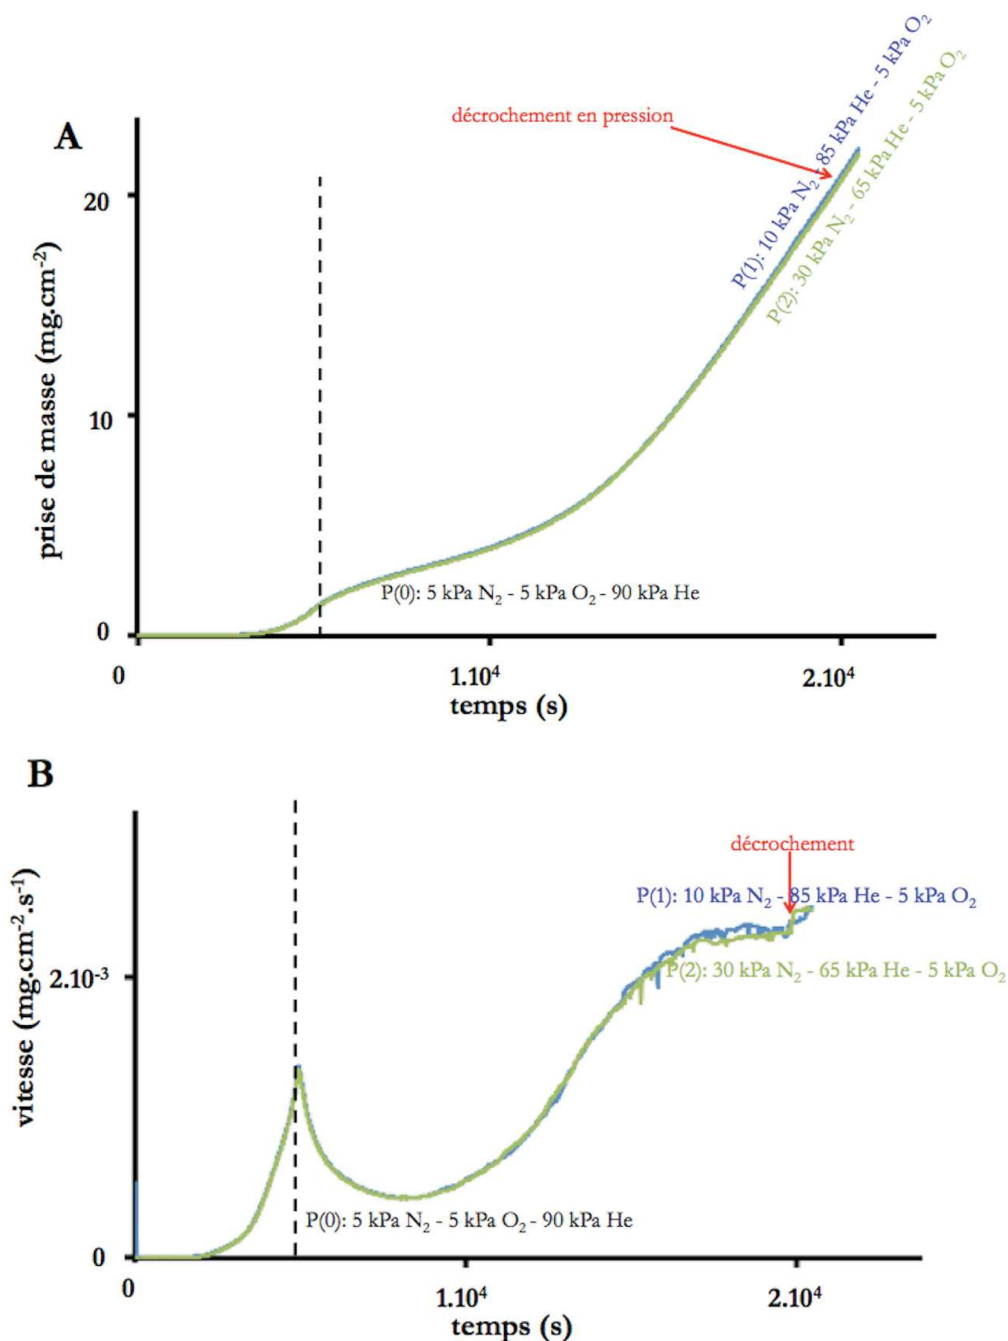 A
décrochement en pression
P(1): 10 kPa N₂ - 85 kPa He - 5 kPa O₂
P(2): 30 kPa N₂ - 65 kPa He - 5 kPa O₂
20
10
0
prise de masse (mg.cm⁻²)
P(0): 5 kPa N₂ - 5 kPa O₂ - 90 kPa He
0
1.10⁴
2.10⁴
temps (s)
B
décrochement
P(1): 10 kPa N₂ - 85 kPa He - 5 kPa O₂
2.10⁻³
P(2): 30 kPa N₂ - 65 kPa He - 5 kPa O₂
vitesse (mg.cm⁻².s⁻¹)
P(0): 5 kPa N₂ - 5 kPa O₂ - 90 kPa He
0
0
1.10⁴
2.10⁴
temps (s)